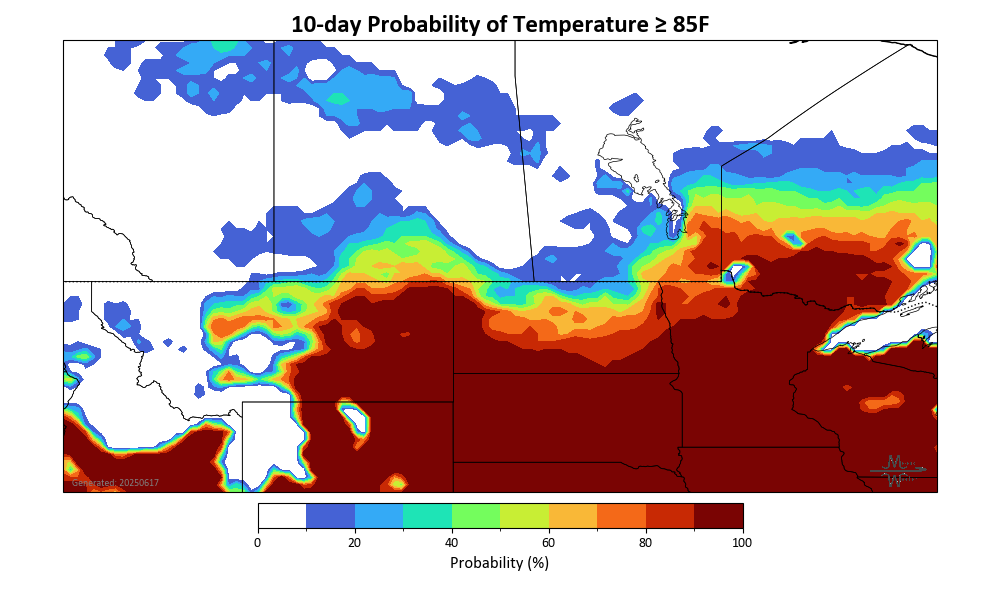 10-day Probability of Temperature ≥ 85F
Generated: 20250617
0 20 40 60 80 100
Probability (%)